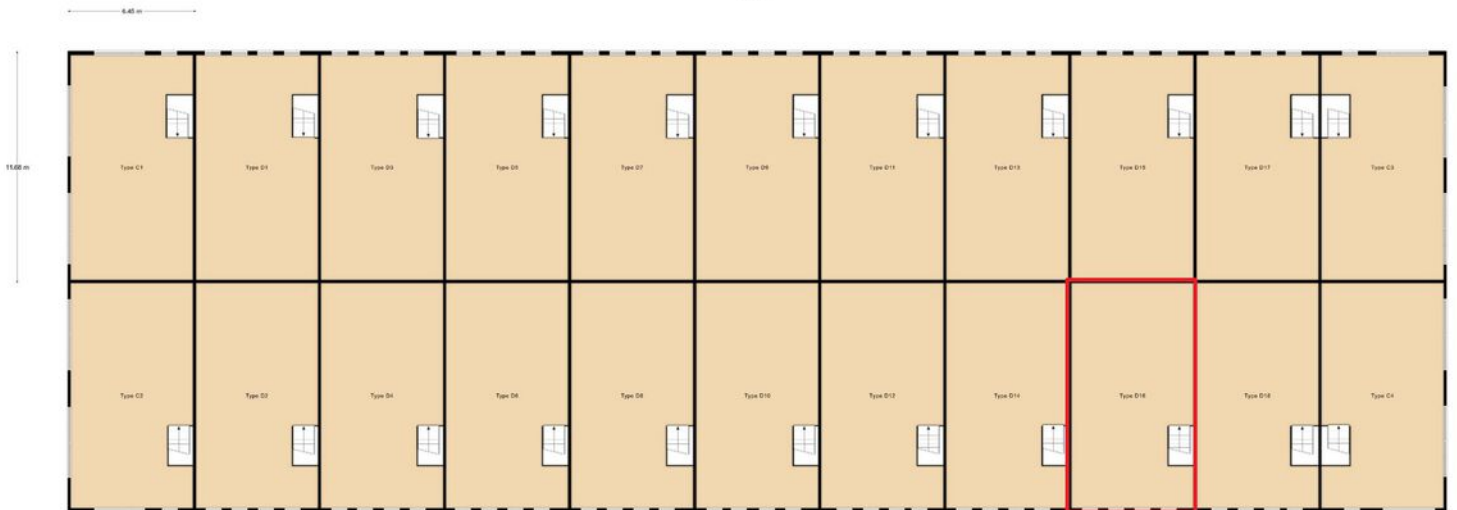 6.45 m
Type C1
Type D1
Type D3
Type D5
Type D7
Type D9
Type D11
Type D13
Type D15
Type D17
Type C3
Type C2
Type D2
Type D4
Type D6
Type D8
Type D10
Type D12
Type D14
Type D16
Type D18
Type C4